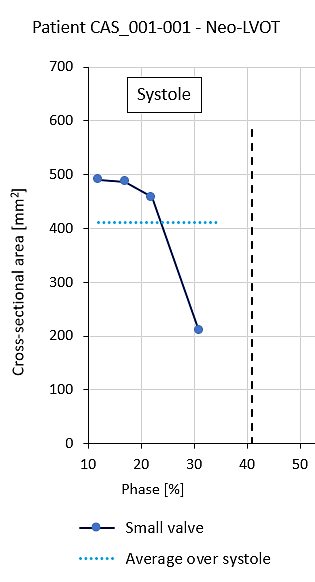 Patient CAS_001-001 - Neo-LVOT
Systole
700
600
500
400
300
200
100
0
10 20 30 40 50
Cross-sectional area [mm²]
Phase [%]
Small valve
Average over systole